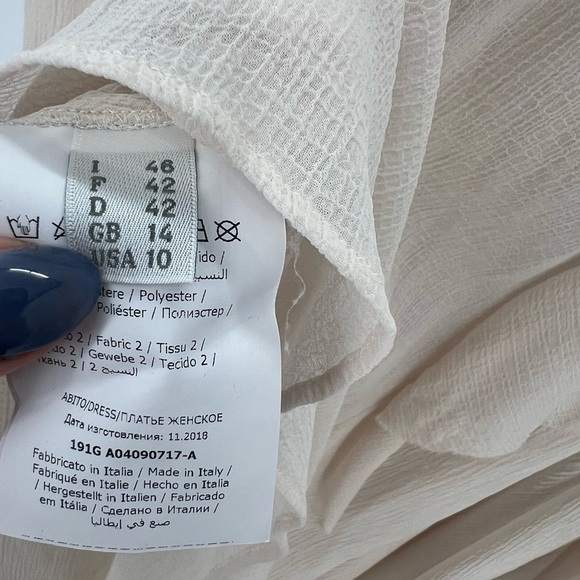 I 46
F 42
D 42
GB 14
USA 10
ido /
النسيج
Polyester /
Poliéster / Полиэстер /
2 / Fabric 2 / Tissu 2 /
2 / Gewebe 2 / Tecido 2 /
2 / النسيج 2
ABITO/DRESS/ПЛАТЬЕ ЖЕНСКОЕ
Дата изготовления: 11.2018
191G A04090717-A
Fabbricato in Italia / Made in Italy /
Fabriqué en Italie / Hecho en Italia
/ Hergestellt in Italien / Fabricado
em Itália / Сделано в Италии /
صنع في إيطاليا